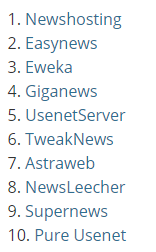 1. Newshosting
2. Easynews
3. Eweka
4. Giganews
5. UsenetServer
6. TweakNews
7. Astraweb
8. NewsLeecher
9. Supernews
10. Pure Usenet